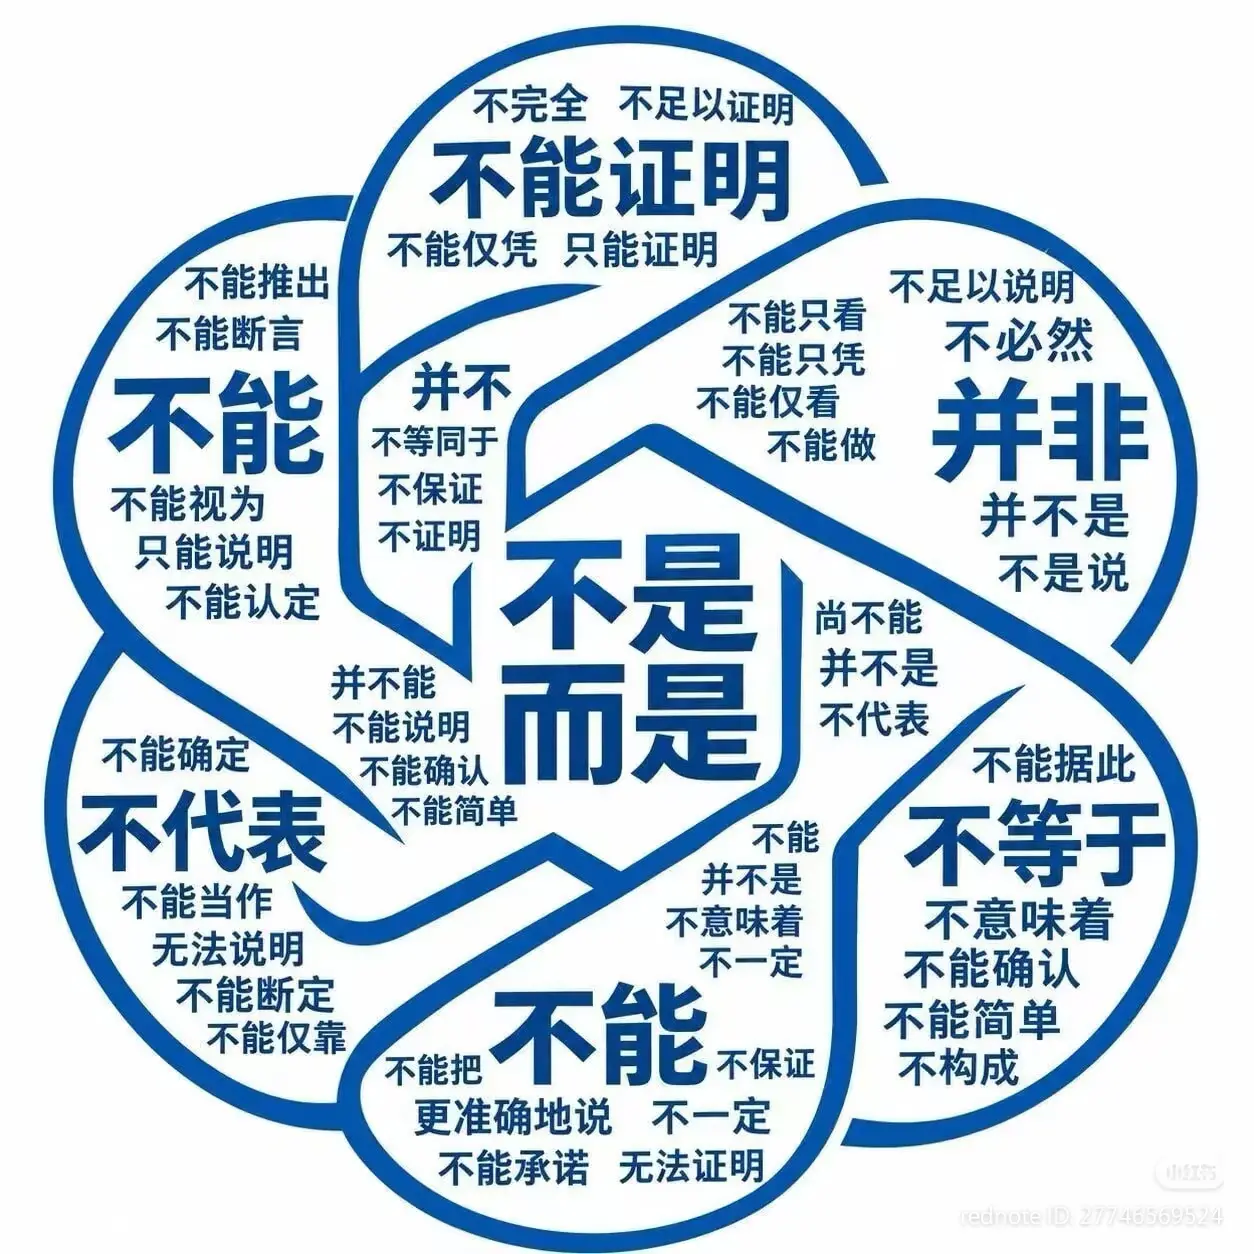 不完全 不足以证明
不能证明
不能仅凭 只能证明
不能推出
不能断言
不能
不能视为
只能说明
不能认定
并不
不等同于
不保证
不证明
不能只看
不能只凭
不能仅看
不能做
不足以说明
不必然
并非
并不是
不是说
不是
而是
并不能
不能说明
不能确认
不能简单
尚不能
并不是
不代表
不能确定
不代表
不能当作
无法说明
不能断定
不能仅靠
不能
并不是
不意味着
不一定
不能据此
不等于
不意味着
不能确认
不能简单
不构成
不能
不能把 不保证
更准确地说 不一定
不能承诺 无法证明
小红书
rednote ID: 27746569524